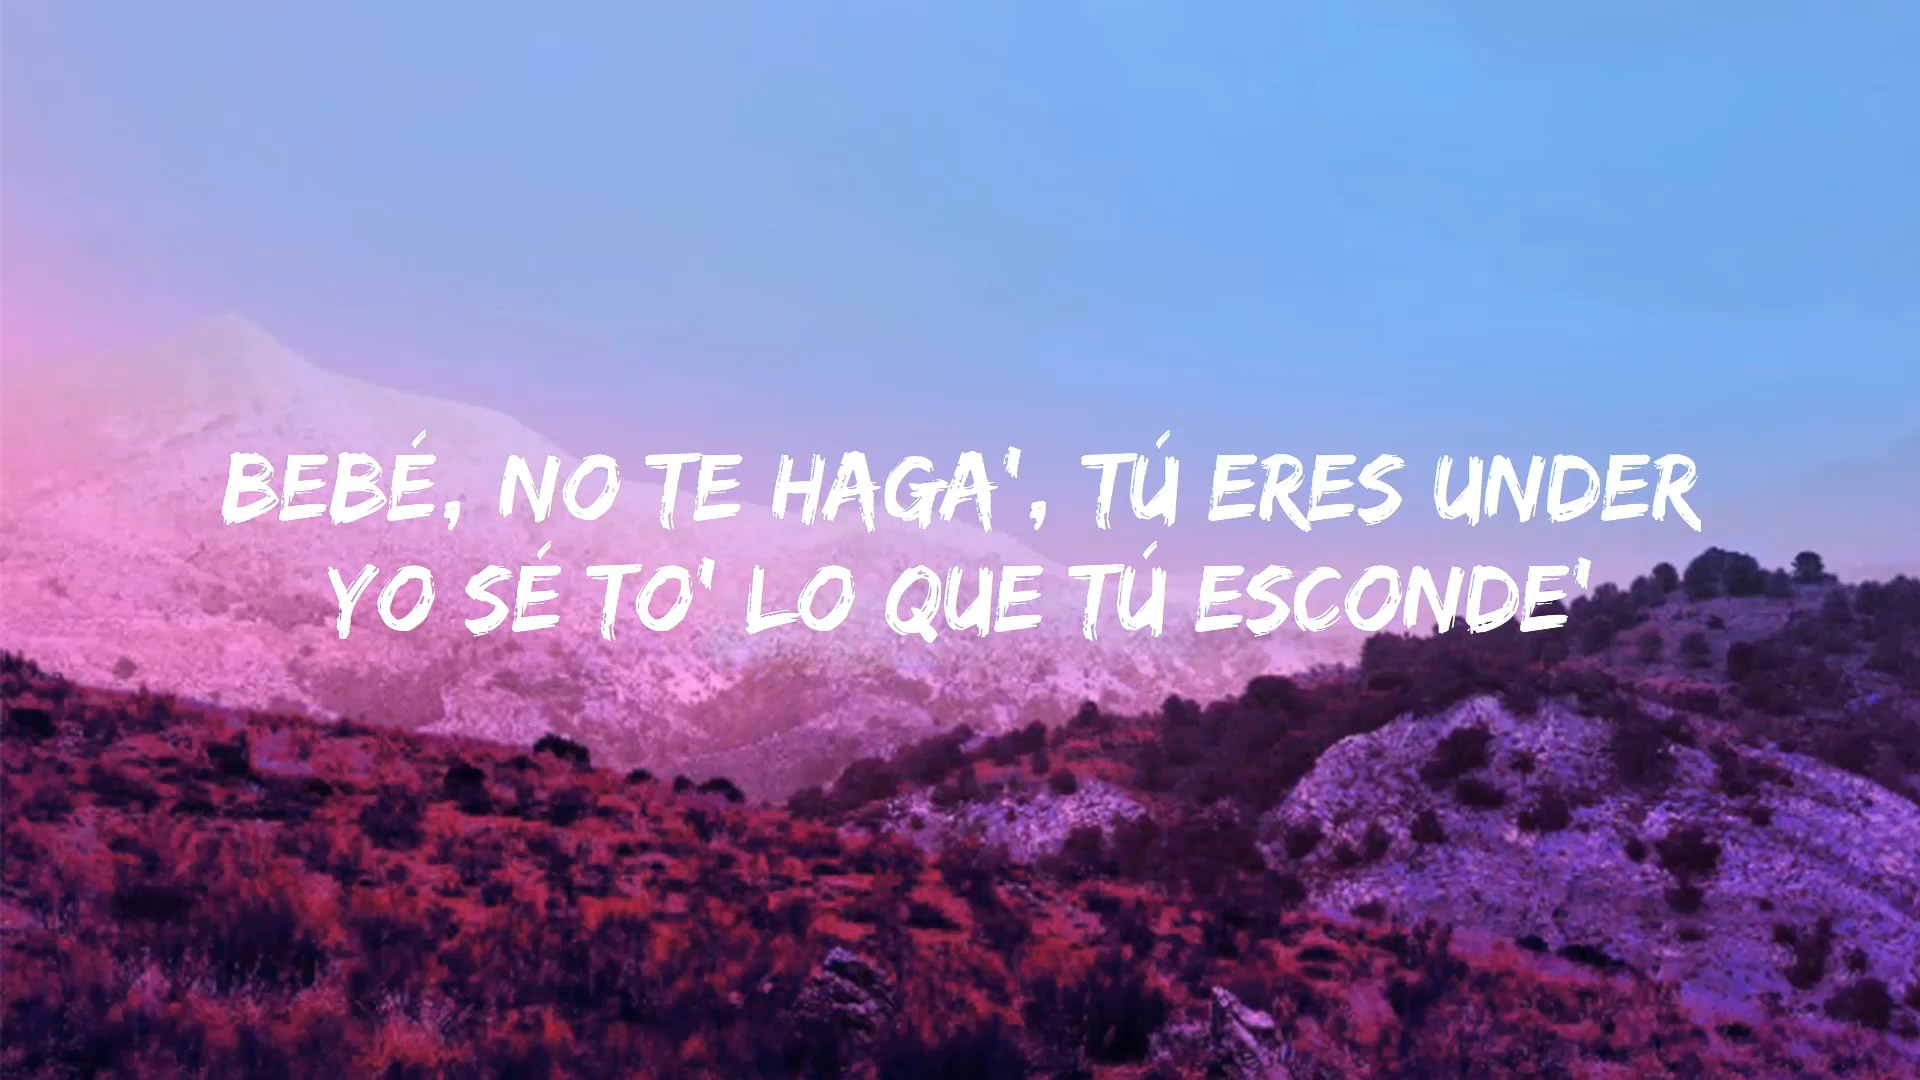 BEBÉ, NO TE HAGA', TÚ ERES UNDER
YO SÉ TO' LO QUE TÚ ESCONDE'